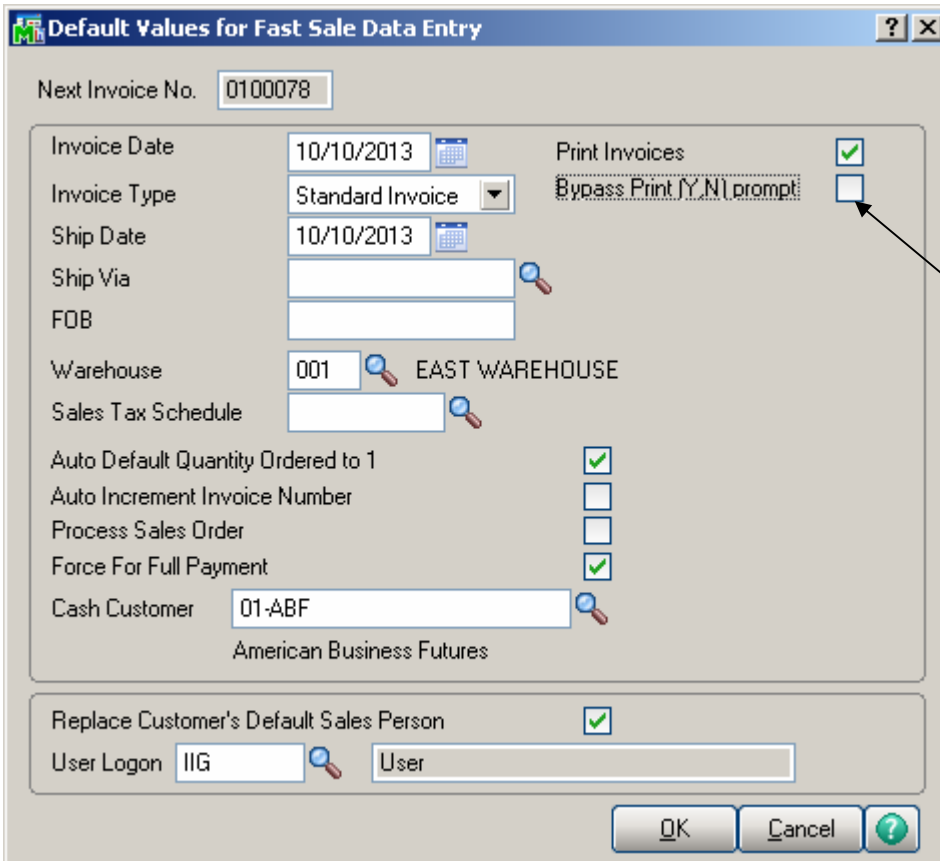 Default Values for Fast Sale Data Entry
Next Invoice No. 0100078
Invoice Date 10/10/2013 Print Invoices
Invoice Type Standard Invoice Bypass Print (Y,N) prompt
Ship Date 10/10/2013
Ship Via
FOB
Warehouse 001 EAST WAREHOUSE
Sales Tax Schedule
Auto Default Quantity Ordered to 1
Auto Increment Invoice Number
Process Sales Order
Force For Full Payment
Cash Customer 01-ABF
American Business Futures
Replace Customer's Default Sales Person
User Logon IIG User
OK Cancel